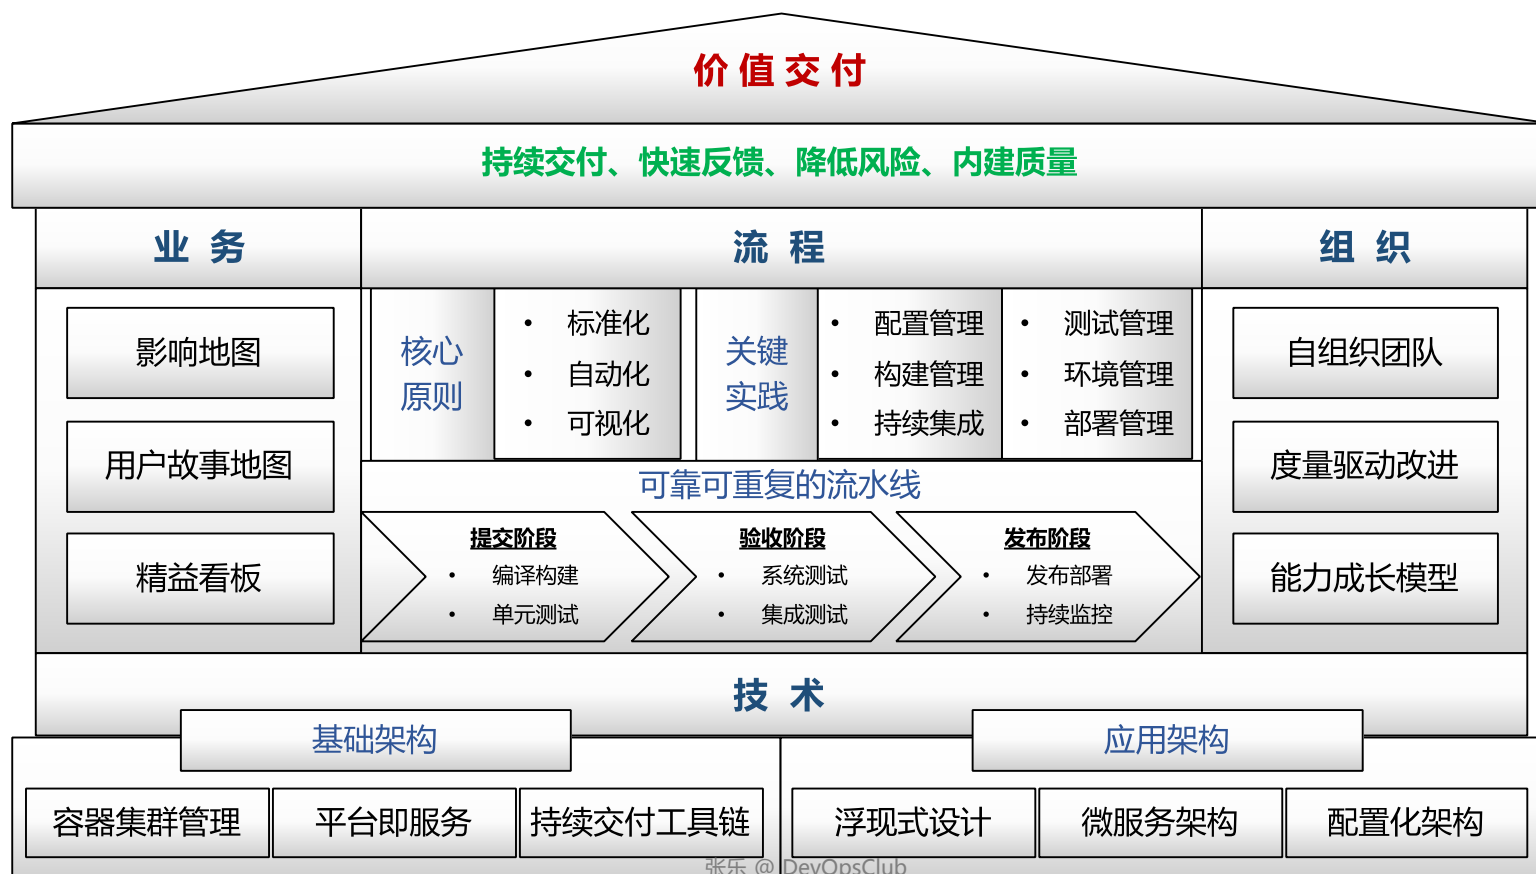 价值交付
持续交付、快速反馈、降低风险、内建质量
业 务
流 程
组 织
影响地图
用户故事地图
精益看板
核心
原则
• 标准化
• 自动化
• 可视化
关键
实践
• 配置管理
• 构建管理
• 持续集成
• 测试管理
• 环境管理
• 部署管理
可靠可重复的流水线
提交阶段
• 编译构建
• 单元测试
验收阶段
• 系统测试
• 集成测试
发布阶段
• 发布部署
• 持续监控
自组织团队
度量驱动改进
能力成长模型
技 术
基础架构
应用架构
容器集群管理
平台即服务
持续交付工具链
浮现式设计
微服务架构
配置化架构
张乐 @ DevOpsClub